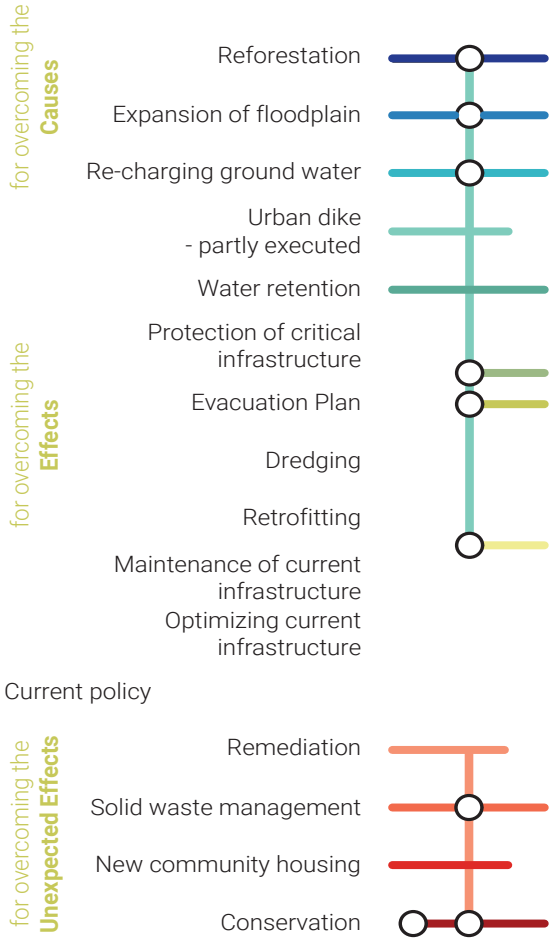 for overcoming the
Causes
Reforestation
Expansion of floodplain
Re-charging ground water
Urban dike
- partly executed
Water retention
for overcoming the
Effects
Protection of critical
infrastructure
Evacuation Plan
Dredging
Retrofitting
Maintenance of current
infrastructure
Optimizing current
infrastructure
Current policy
for overcoming the
Unexpected Effects
Remediation
Solid waste management
New community housing
Conservation